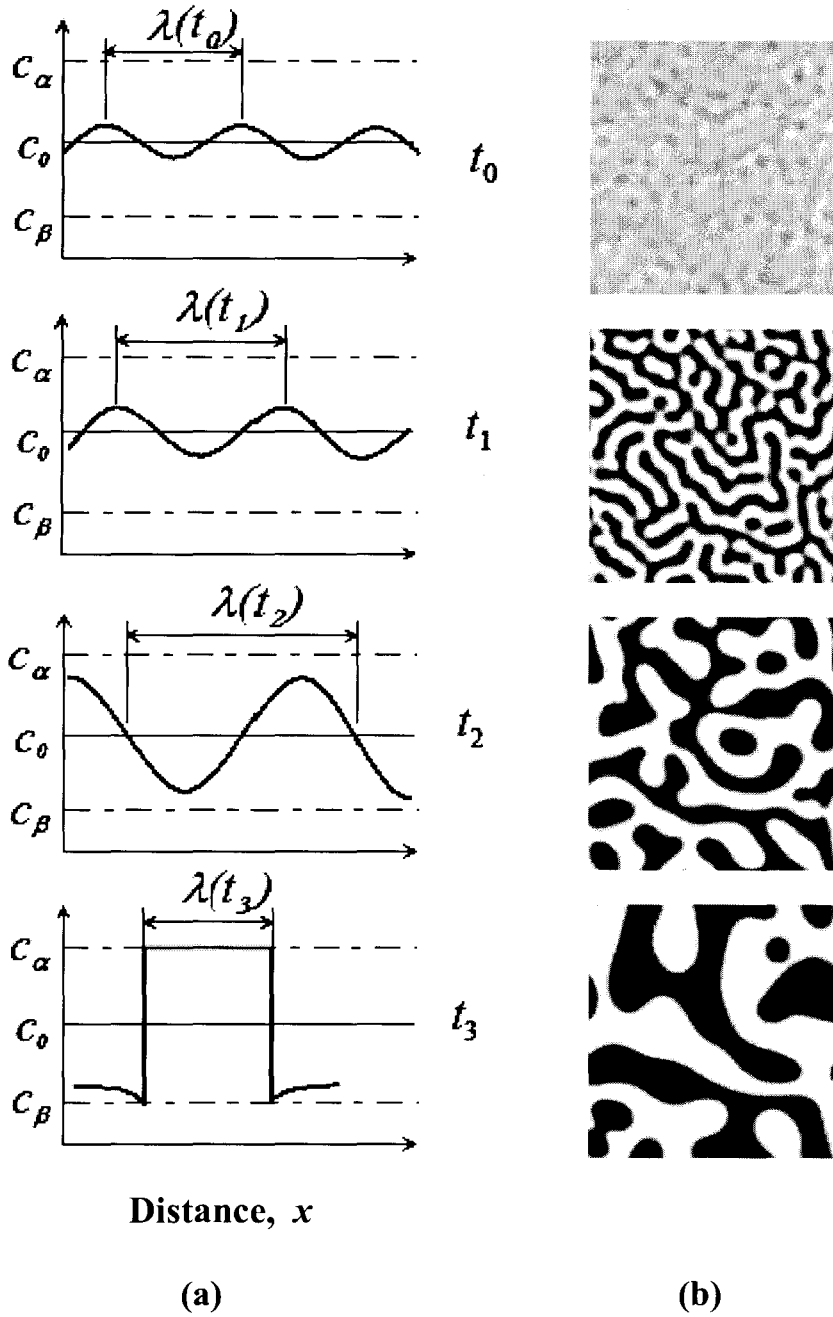 λ(t₀)
Cα
C₀
Cβ
t₀
λ(t₁)
Cα
C₀
Cβ
t₁
λ(t₂)
Cα
C₀
Cβ
t₂
λ(t₃)
Cα
C₀
Cβ
t₃
Distance, x
(a) (b)